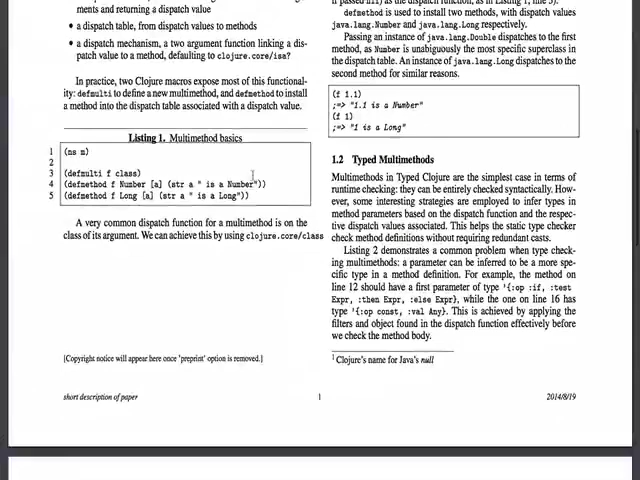 ments and returning a dispatch value
• a dispatch table, from dispatch values to methods
• a dispatch mechanism, a two argument function linking a dis-
patch value to a method, defaulting to clojure.core/isa?
In practice, two Clojure macros expose most of this functional-
ity: defmulti to define a new multimethod, and defmethod to install
a method into the dispatch table associated with a dispatch value.
Listing 1. Multimethod basics
1 (ns m)
2
3 (defmulti f class)
4 (defmethod f Number [a] (str a " is a Number"))
5 (defmethod f Long [a] (str a " is a Long"))
A very common dispatch function for a multimethod is on the
class of its argument. We can achieve this by using clojure.core/class
[Copyright notice will appear here once 'preprint' option is removed.]
as the dispatch function, as in Listing 1, line 3).
defmethod is used to install two methods, with dispatch values
java.lang.Number and java.lang.Long respectively.
Passing an instance of java.lang.Double dispatches to the first
method, as Number is unambiguously the most specific superclass in
the dispatch table. An instance of java.lang.Long dispatches to the
second method for similar reasons.
(f 1.1)
;=> "1.1 is a Number"
(f 1)
;=> "1 is a Long"
1.2 Typed Multimethods
Multimethods in Typed Clojure are the simplest case in terms of
runtime checking: they can be entirely checked syntactically. How-
ever, some interesting strategies are employed to infer types in
method parameters based on the dispatch function and the respec-
tive dispatch values associated. This helps the static type checker
check method definitions without requiring redundant casts.
Listing 2 demonstrates a common problem when type check-
ing multimethods: a parameter can be inferred to be a more spe-
cific type in a method definition. For example, the method on
line 12 should have a first parameter of type '{:op :if, :test
Expr, :then Expr, :else Expr}, while the one on line 16 has
type '{:op const, :val Any}. This is achieved by applying the
filters and object found in the dispatch function effectively before
we check the method body.
1 Clojure's name for Java's null
short description of paper
1
2014/8/19